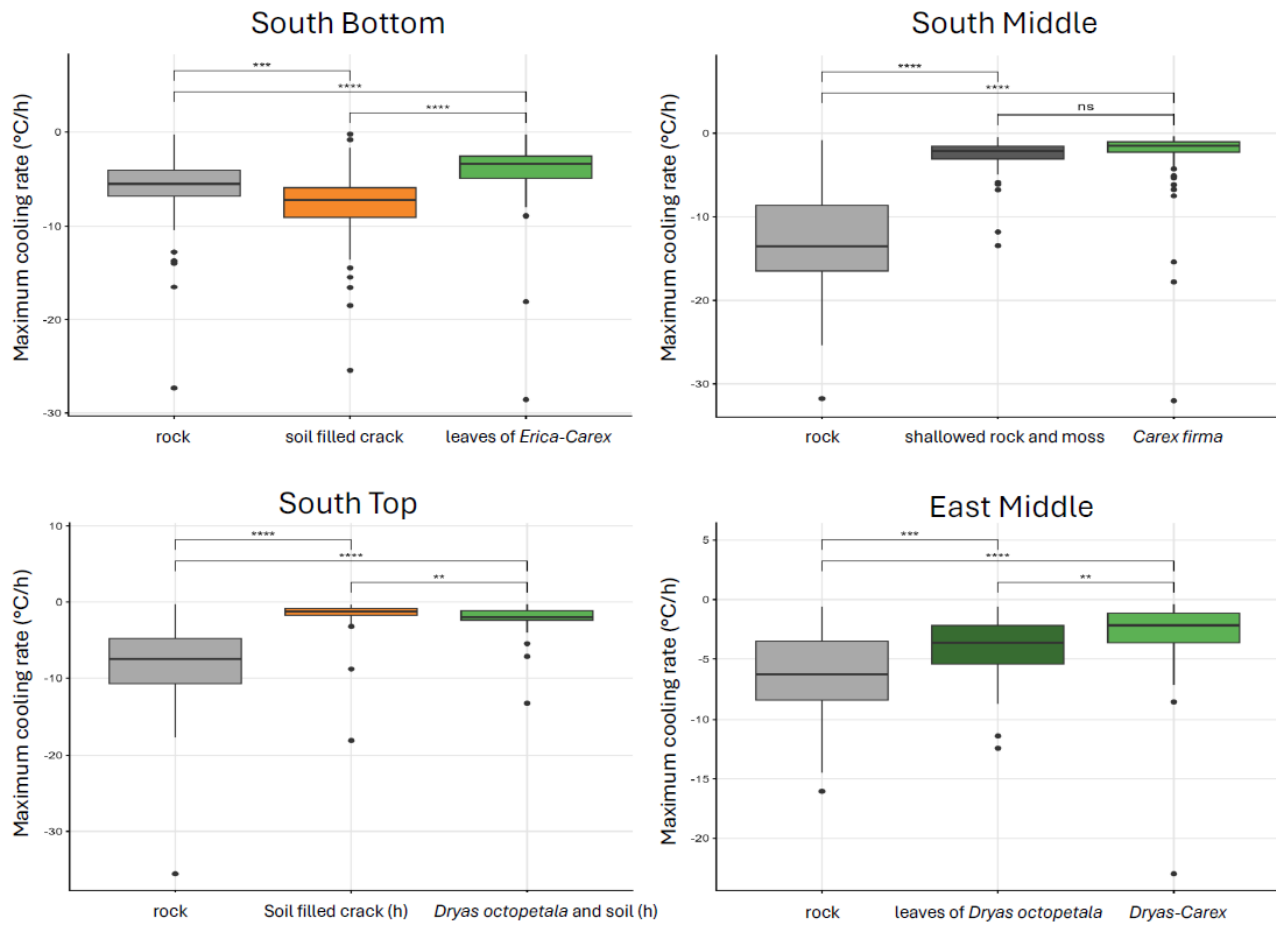 South Bottom
Maximum cooling rate (°C/h)
***
****
****
0
-10
-20
-30
rock
soil filled crack
leaves of Erica-Carex
South Middle
Maximum cooling rate (°C/h)
****
****
ns
0
-10
-20
-30
rock
shallowed rock and moss
Carex firma
South Top
Maximum cooling rate (°C/h)
****
****
**
10
0
-10
-20
-30
rock
Soil filled crack (h)
Dryas octopetala and soil (h)
East Middle
Maximum cooling rate (°C/h)
***
****
**
5
0
-5
-10
-15
-20
rock
leaves of Dryas octopetala
Dryas-Carex